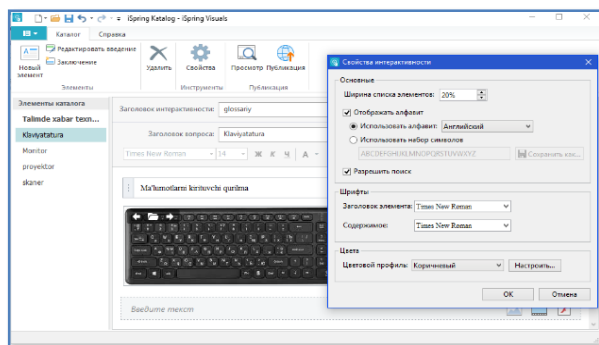 iSpring Katalog - iSpring Visuals
Каталог Справка
Новый элемент
Редактировать введение
Заключение
Удалить
Свойства
Просмотр
Публикация
Элементы
Инструменты
Публикация
Элементы каталога
Talimde xabar texn...
Klaviyatura
Monitor
proyektor
skaner
Заголовок интерактивности: glossariy
Заголовок вопроса: Klaviyatura
Times New Roman 14 Ж К Ч А
Ma'lumotlarni kirituvchi qurilma
Введите текст
Свойства интерактивности
Основные
Ширина списка элементов: 20%
Отображать алфавит
Использовать алфавит: Английский
Использовать набор символов
ABCDEFGHIJKLMNOPQRSTUVWXYZ Сохранить как...
Разрешить поиск
Шрифты
Заголовок элемента: Times New Roman
Содержимое: Times New Roman
Цвета
Цветовой профиль: Коричневый Настроить...
OK Отмена